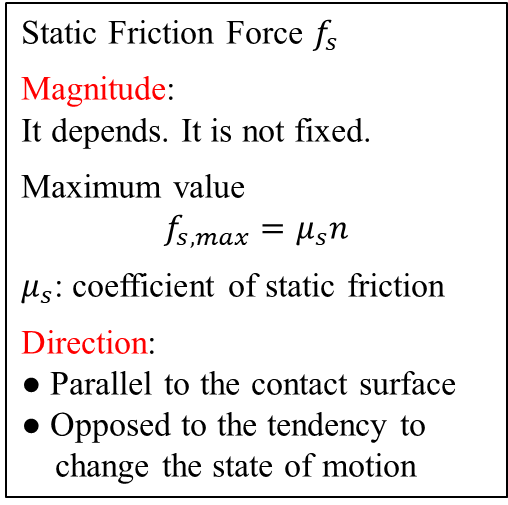 Static Friction Force 𝑓ₛ
Magnitude:
It depends. It is not fixed.
Maximum value
𝑓ₛ,ₘₐₓ = 𝜇ₛ𝑛
𝜇ₛ: coefficient of static friction
Direction:
● Parallel to the contact surface
● Opposed to the tendency to
change the state of motion